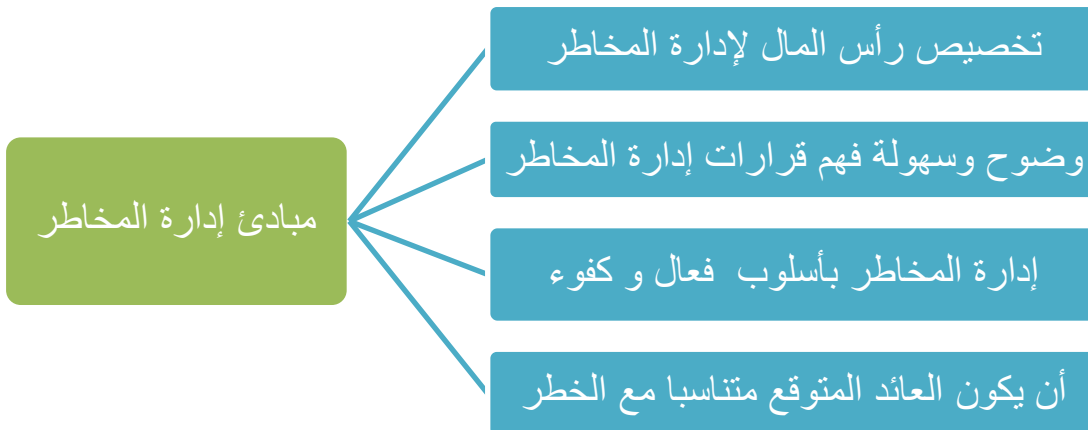 مبادئ إدارة المخاطر
تخصيص رأس المال لإدارة المخاطر
وضوح وسهولة فهم قرارات إدارة المخاطر
إدارة المخاطر بأسلوب فعال و كفوء
أن يكون العائد المتوقع متناسبا مع الخطر